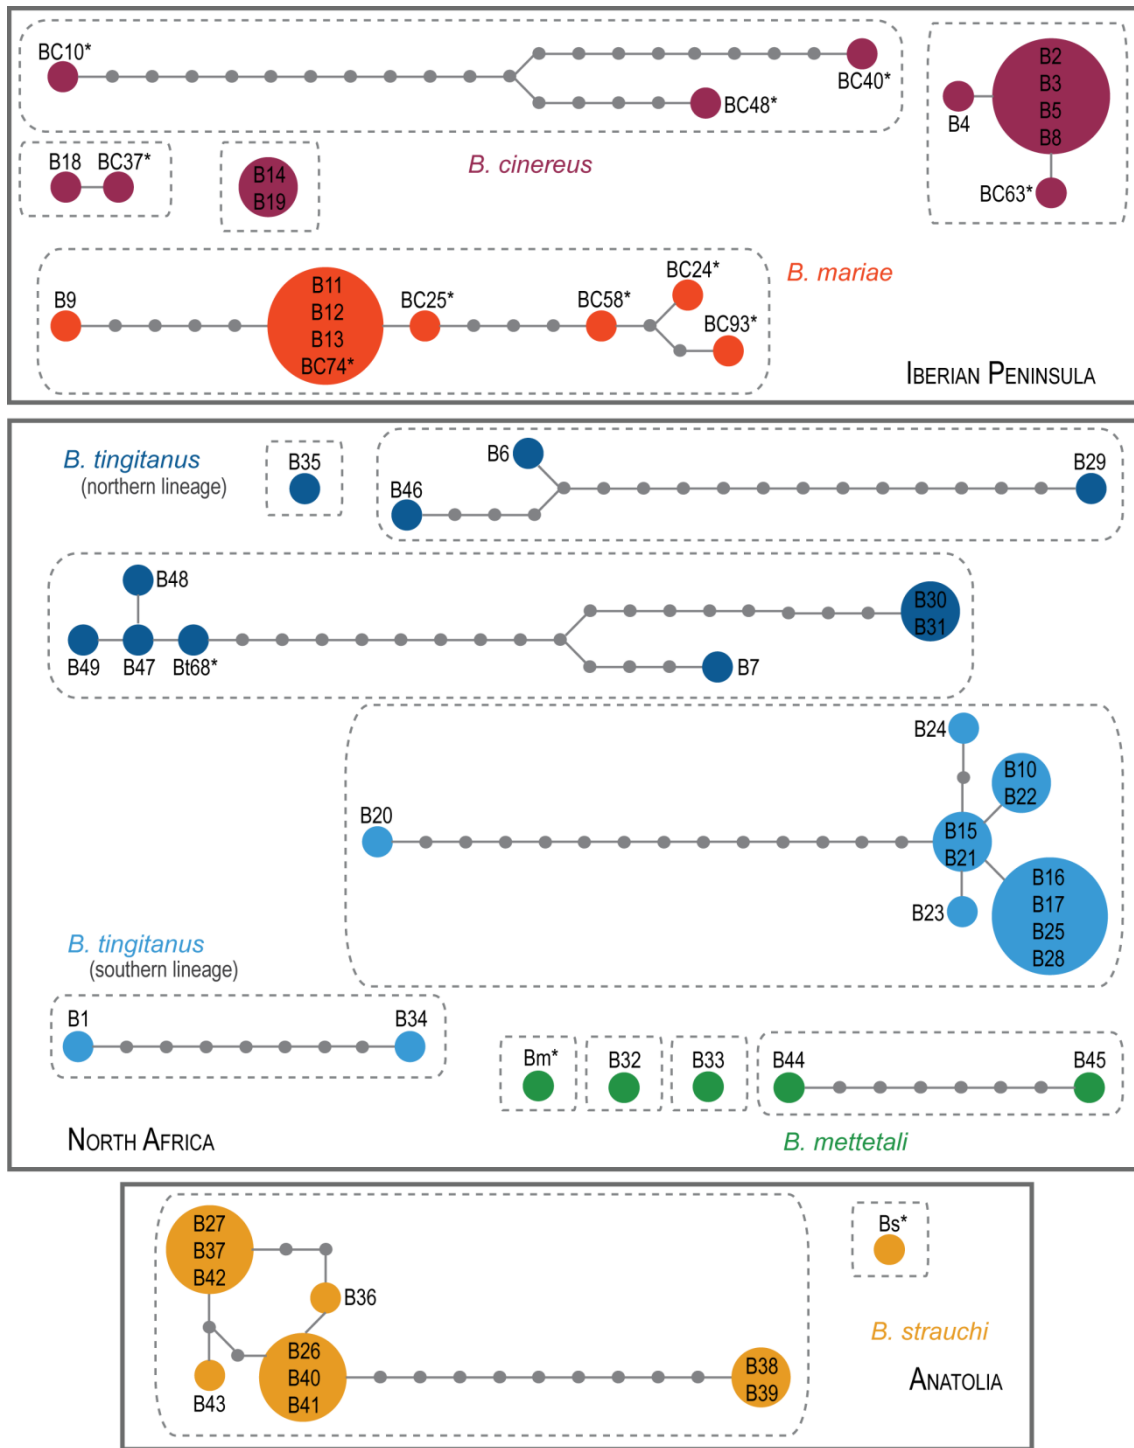 BC10*
BC40*
BC48*
B2
B3
B5
B8
B4
BC63*
B18
BC37*
B14
B19
B. cinereus
B. mariae
B9
B11
B12
B13
BC74*
BC25*
BC58*
BC24*
BC93*
IBERIAN PENINSULA
B. tingitanus
(northern lineage)
B35
B6
B46
B29
B48
B49
B47
Bt68*
B30
B31
B7
B24
B10
B22
B20
B15
B21
B23
B16
B17
B25
B28
B. tingitanus
(southern lineage)
B1
B34
Bm*
B32
B33
B44
B45
B. mettetali
NORTH AFRICA
B27
B37
B42
B36
B43
B26
B40
B41
B38
B39
Bs*
B. strauchi
ANATOLIA